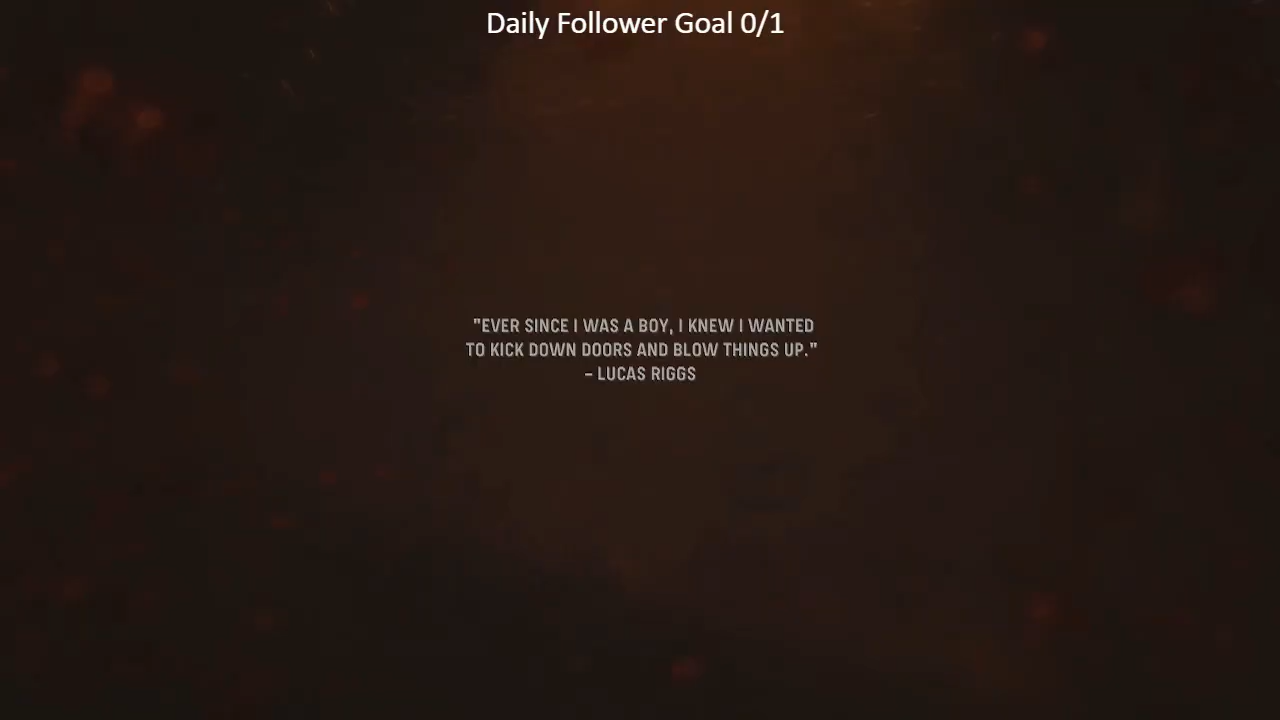 Daily Follower Goal 0/1
"EVER SINCE I WAS A BOY, I KNEW I WANTED
TO KICK DOWN DOORS AND BLOW THINGS UP."
– LUCAS RIGGS